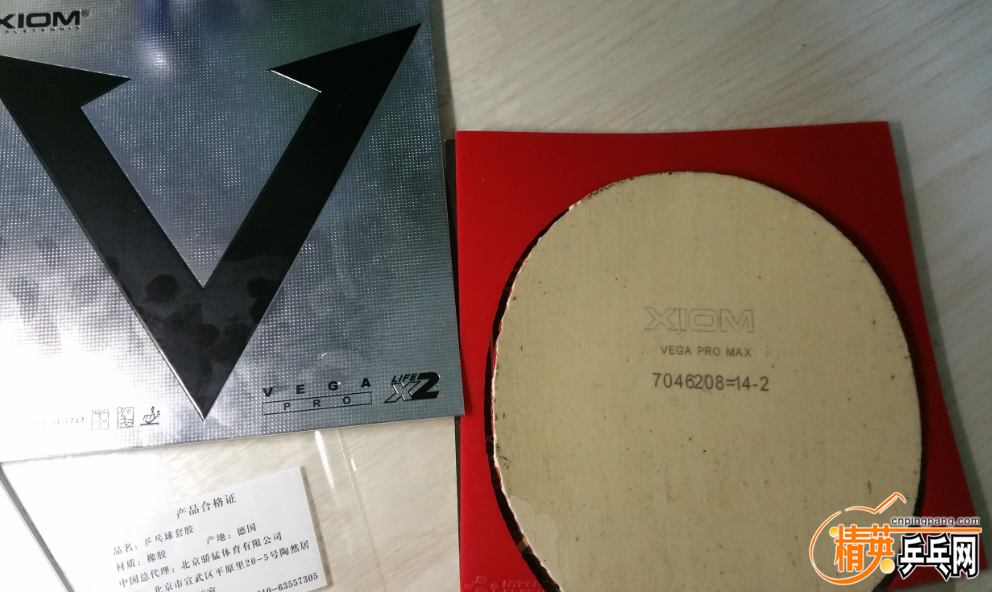 XIOM®
VEGA
PRO
LIFE
X2
产品合格证
品名：乒乓球套胶
材质：橡胶 产地：德国
中国总代理：北京骄猛体育有限公司
北京市宣武区平原里20-5号陶然居
10-63557305
XIOM
VEGA PRO MAX
7046208=14-2
cnpingpang.com
精英乒乓网